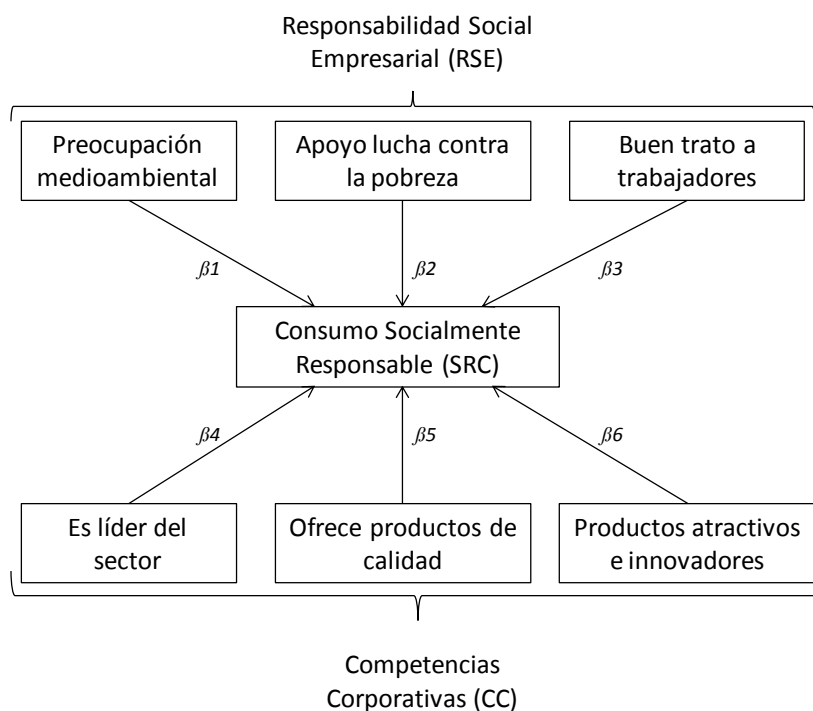 Responsabilidad Social
Empresarial (RSE)
Preocupación
medioambiental
Apoyo lucha contra
la pobreza
Buen trato a
trabajadores
β1
β2
β3
Consumo Socialmente
Responsable (SRC)
β4
β5
β6
Es líder del
sector
Ofrece productos de
calidad
Productos atractivos
e innovadores
Competencias
Corporativas (CC)